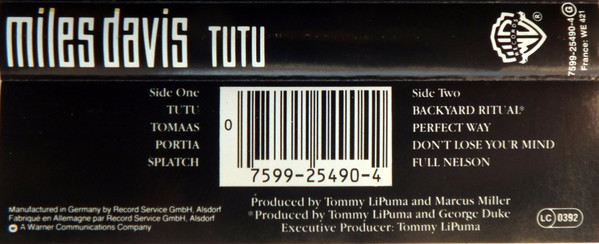 miles davis TUTU
WB RECORDS ®
7599-25490-4 G
France: WE 421
Side One
TUTU
TOMAAS
PORTIA
SPLATCH
0
7599-25490-4
Side Two
BACKYARD RITUAL*
PERFECT WAY
DON'T LOSE YOUR MIND
FULL NELSON
Manufactured in Germany by Record Service GmbH, Alsdorf
Fabriqué en Allemagne par Record Service GmbH, Alsdorf
A Warner Communications Company
Produced by Tommy LiPuma and Marcus Miller
*Produced by Tommy LiPuma and George Duke
Executive Producer: Tommy LiPuma
LC 0392